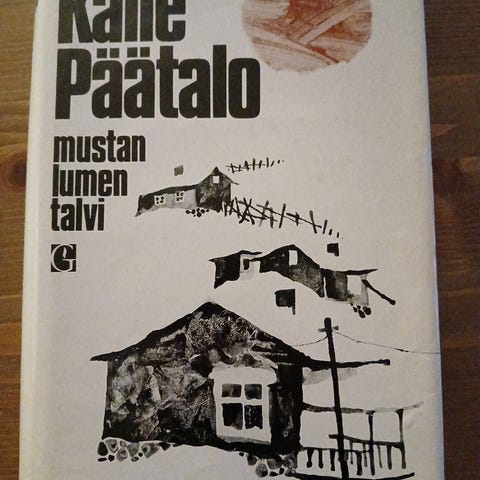 Kalle
Päätalo
mustan
lumen
talvi
G